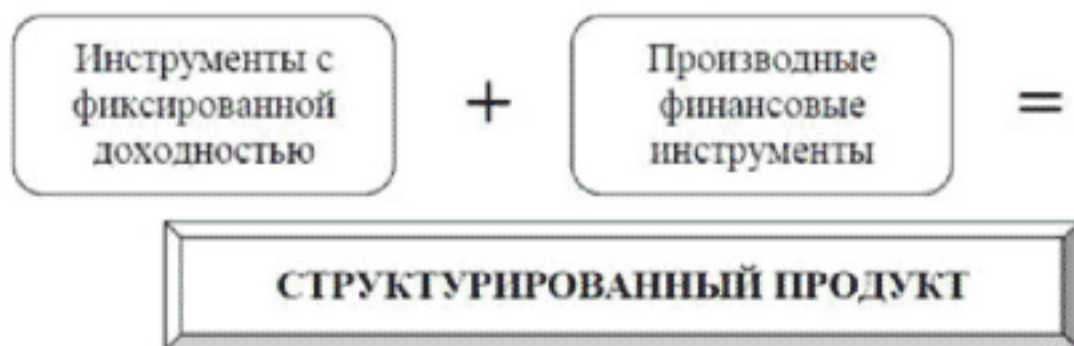 Инструменты с
фиксированной
доходностью
+
Производные
финансовые
инструменты
=
СТРУКТУРИРОВАННЫЙ ПРОДУКТ